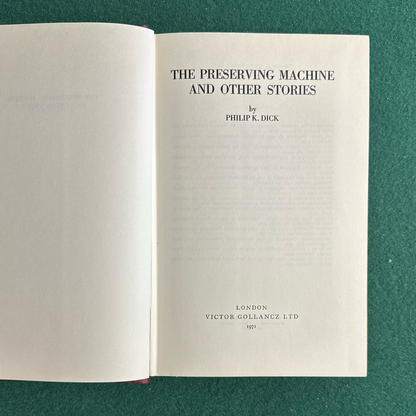 THE PRESERVING MACHINE
AND OTHER STORIES
by
PHILIP K. DICK
LONDON
VICTOR GOLLANCZ LTD
1971